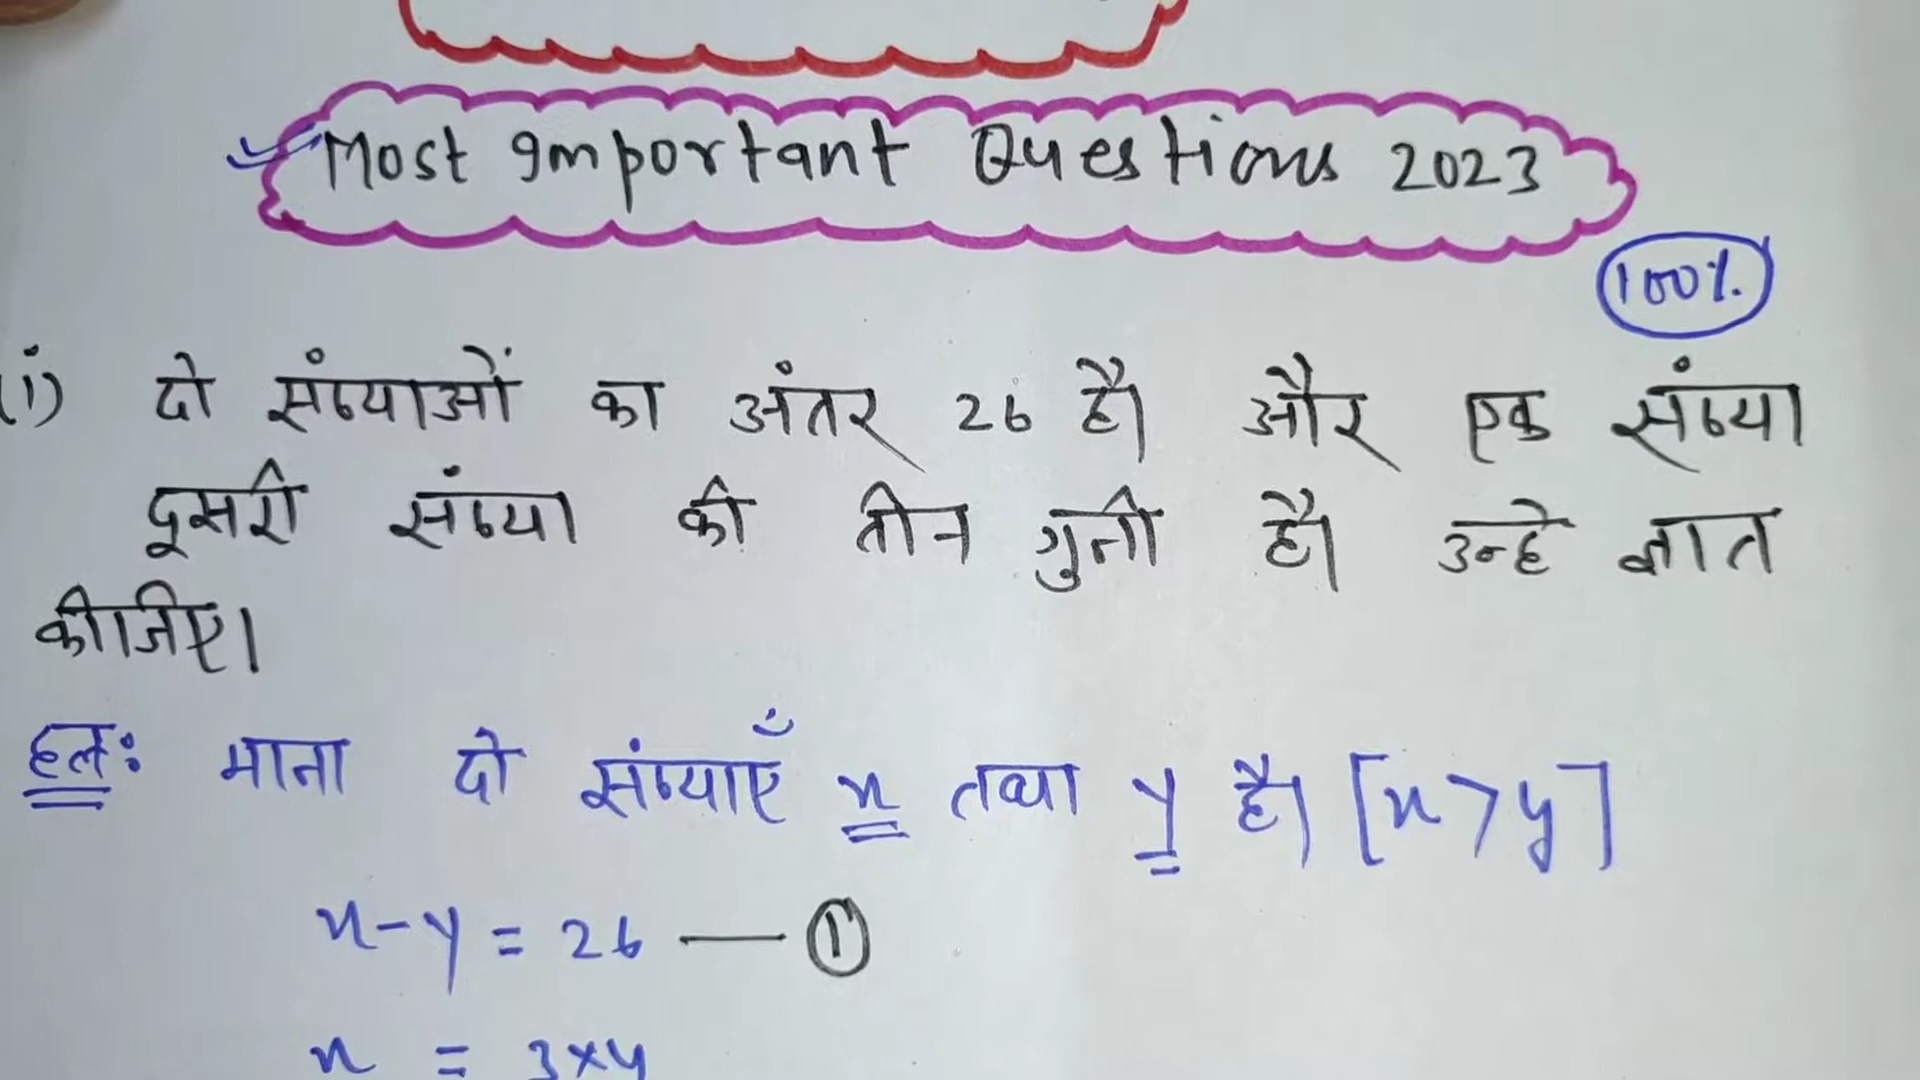 Most Important Questions 2023
100%.
(i) दो संख्याओं का अंतर 26 है। और एक संख्या
दूसरी संख्या की तीन गुनी है। उन्हे ज्ञात
कीजिए।
हल: माना दो संख्याएँ x तथा y है। [x>y]
x-y = 26 — ①
x = 3×y